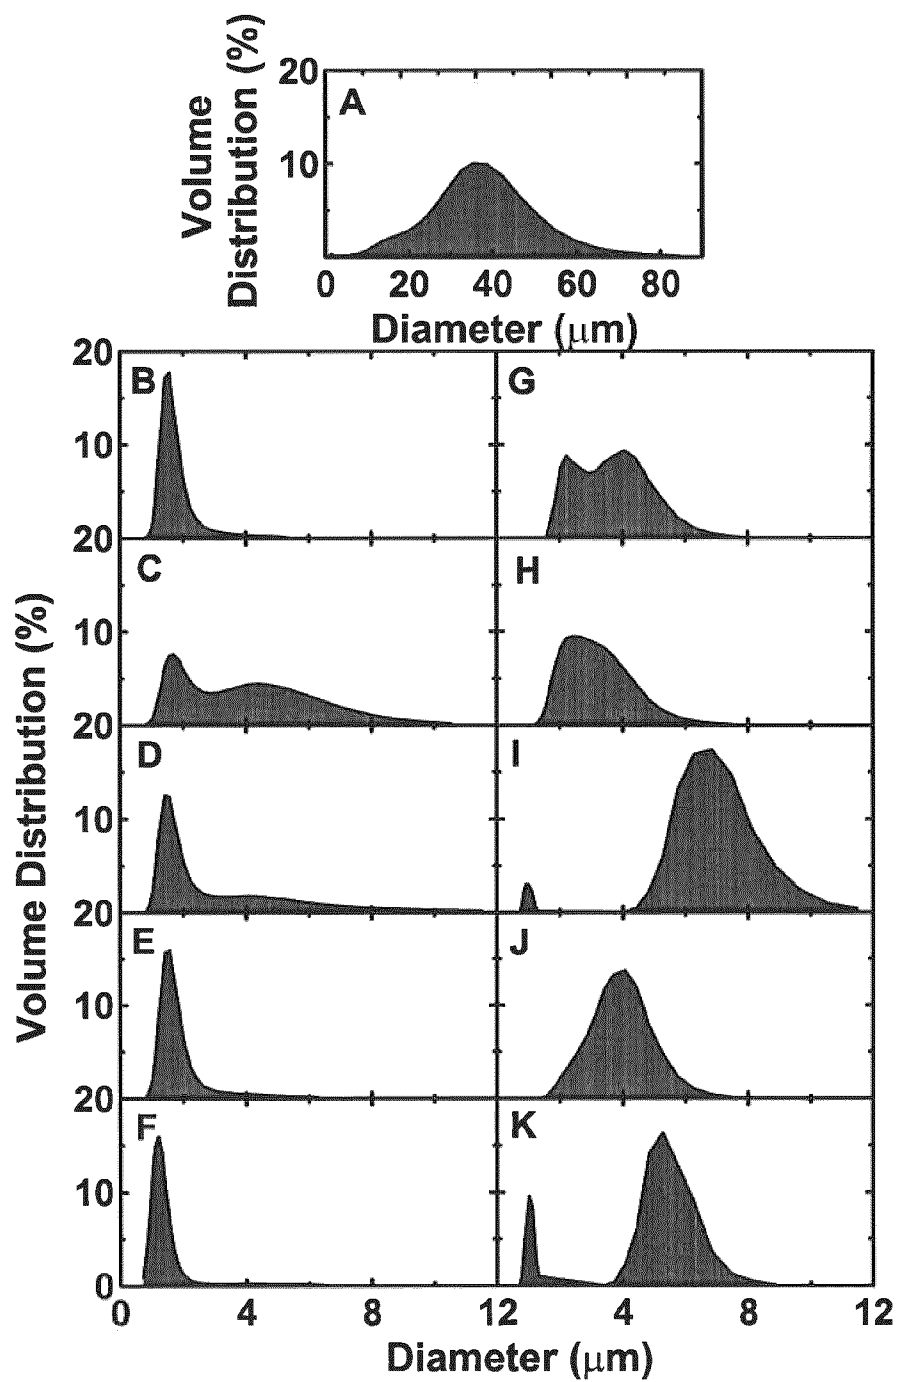 Volume
Distribution (%)
20
10
A
0 20 40 60 80
Diameter (μm)
Volume Distribution (%)
20
B G
10
20
C H
10
20
D I
10
20
E J
10
20
F K
10
0
0 4 8 12 4 8 12
Diameter (μm)